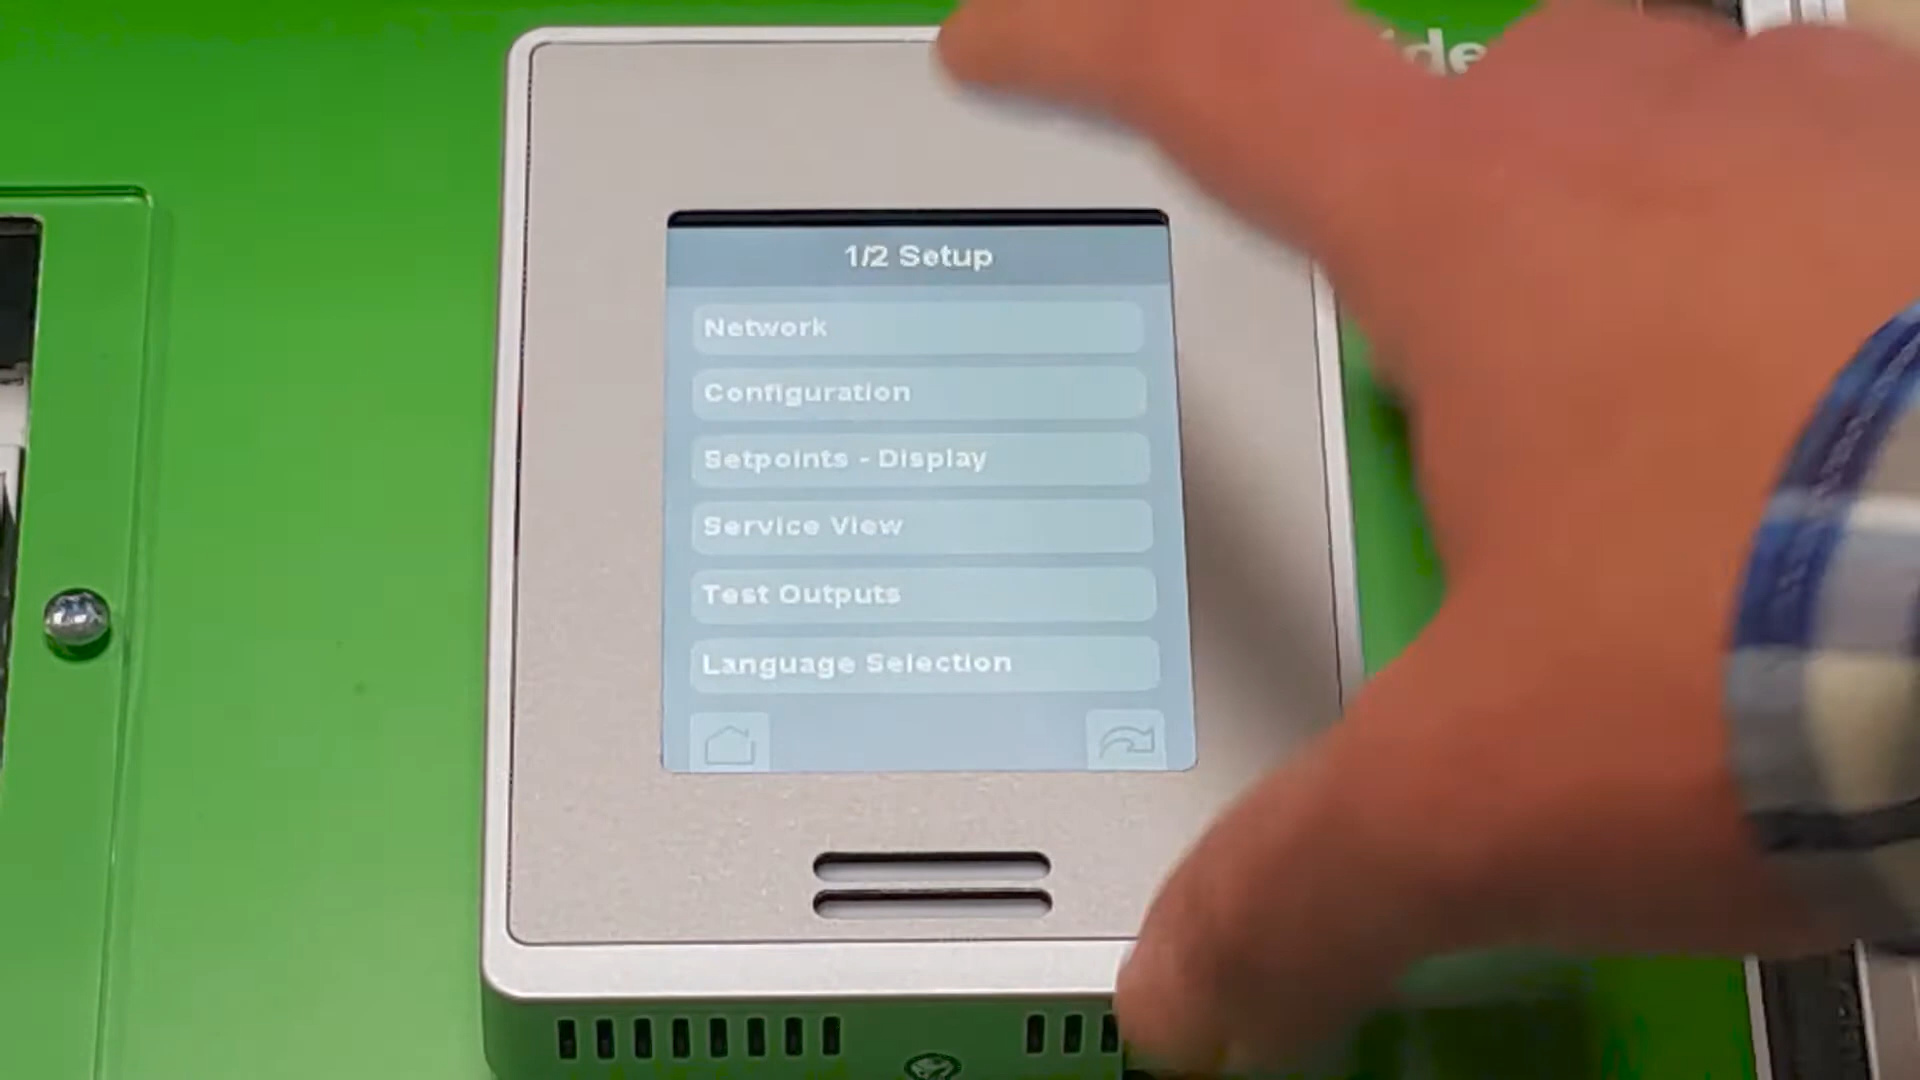 1/2 Setup
Network
Configuration
Setpoints - Display
Service View
Test Outputs
Language Selection